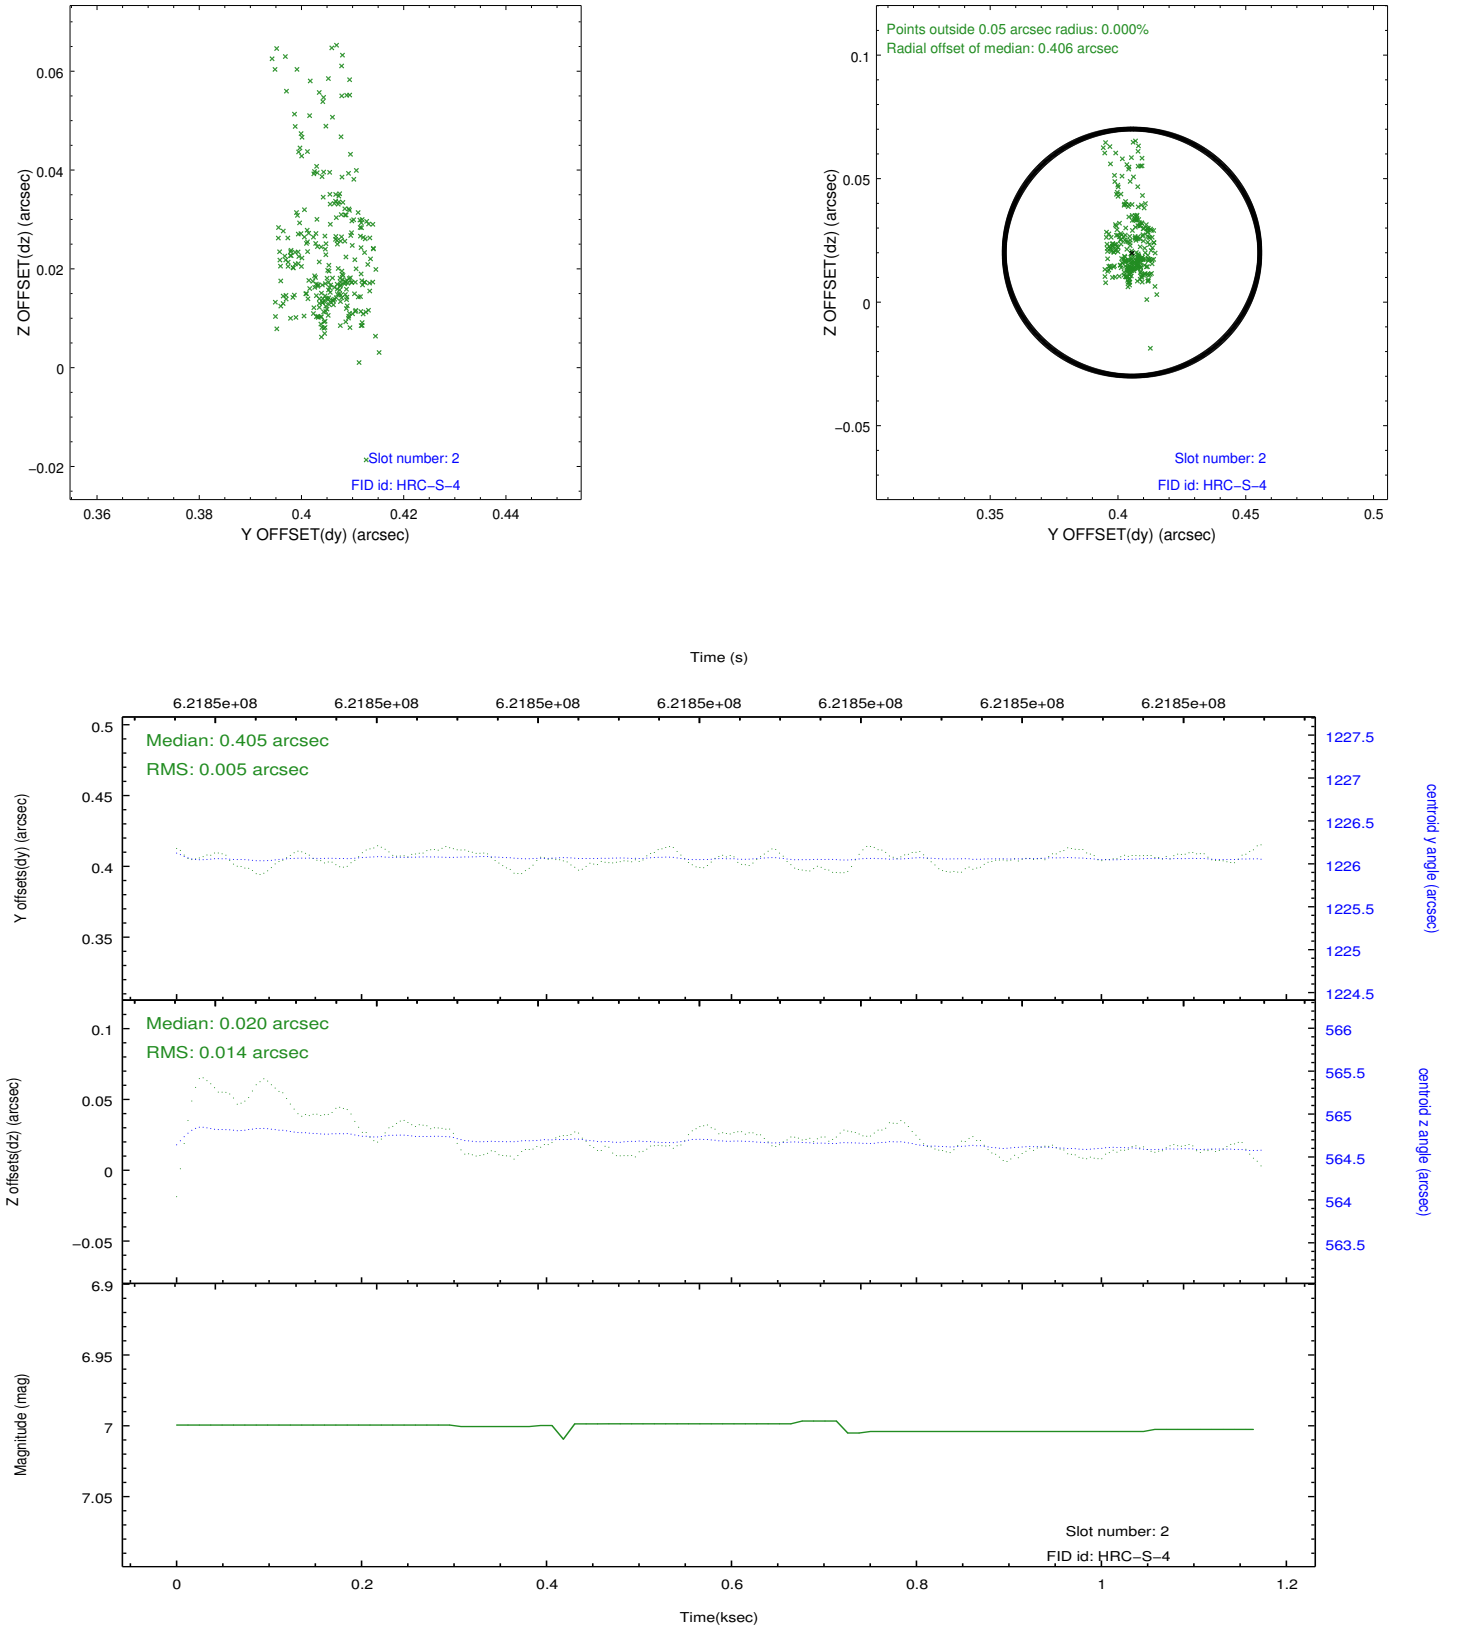 0.06
0.04
0.02
0
−0.02
Z OFFSET(dz) (arcsec)
Slot number: 2
FID id: HRC−S−4
0.36 0.38 0.4 0.42 0.44
Y OFFSET(dy) (arcsec)
Points outside 0.05 arcsec radius: 0.000%
Radial offset of median: 0.406 arcsec
0.1
0.05
0
−0.05
Z OFFSET(dz) (arcsec)
Slot number: 2
FID id: HRC−S−4
0.35 0.4 0.45 0.5
Y OFFSET(dy) (arcsec)
Time (s)
6.2185e+08 6.2185e+08 6.2185e+08 6.2185e+08 6.2185e+08 6.2185e+08 6.2185e+08
Median: 0.405 arcsec
RMS: 0.005 arcsec
0.5
0.45
0.4
0.35
Y offsets(dy) (arcsec)
1227.5
1227
1226.5
1226
1225.5
1225
1224.5
centroid y angle (arcsec)
Median: 0.020 arcsec
RMS: 0.014 arcsec
0.1
0.05
0
−0.05
Z offsets(dz) (arcsec)
566
565.5
565
564.5
564
563.5
centroid z angle (arcsec)
6.9
6.95
7
7.05
Magnitude (mag)
Slot number: 2
FID id: HRC−S−4
0 0.2 0.4 0.6 0.8 1 1.2
Time(ksec)